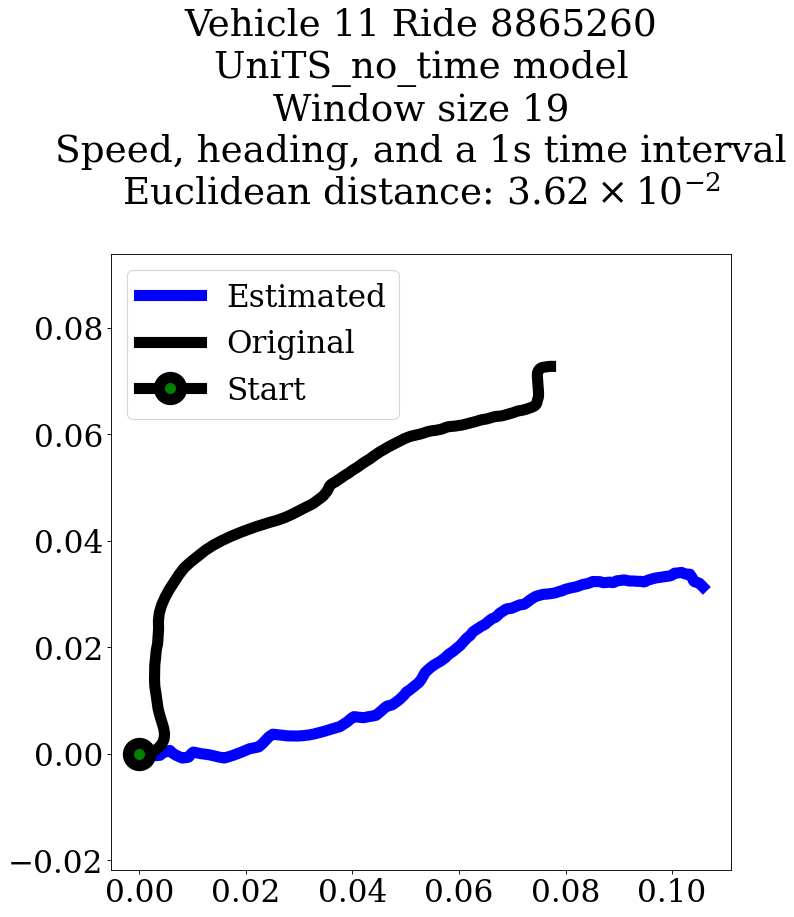 Vehicle 11 Ride 8865260
UniTS_no_time model
Window size 19
Speed, heading, and a 1s time interval
Euclidean distance: 3.62 × 10⁻²
Estimated
Original
Start
0.08
0.06
0.04
0.02
0.00
−0.02
0.00 0.02 0.04 0.06 0.08 0.10